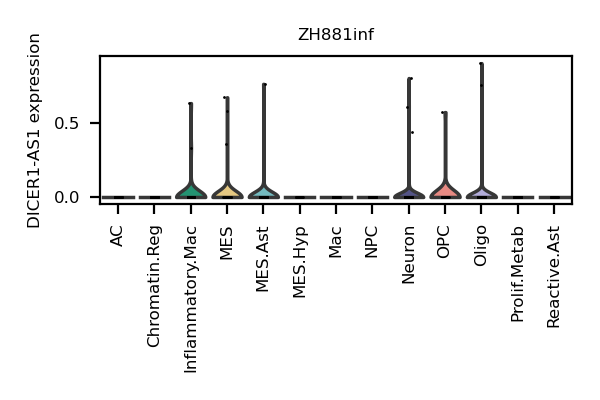 ZH881inf
DICER1-AS1 expression
0.5
0.0
AC
Chromatin.Reg
Inflammatory.Mac
MES
MES.Ast
MES.Hyp
Mac
NPC
Neuron
OPC
Oligo
Prolif.Metab
Reactive.Ast